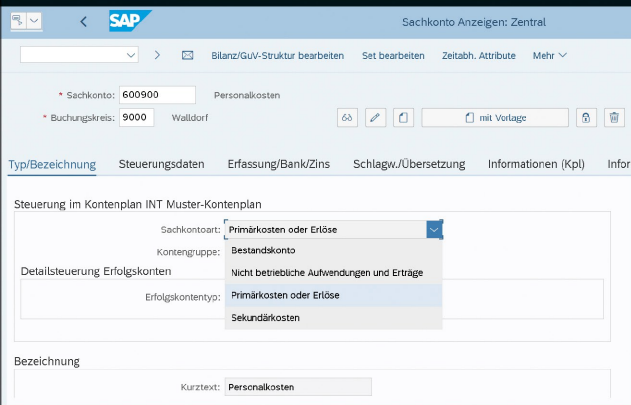 SAP
Sachkonto Anzeigen: Zentral
Bilanz/GuV-Struktur bearbeiten Set bearbeiten Zeitabh. Attribute Mehr
* Sachkonto: 600900 Personalkosten
* Buchungskreis: 9000 Walldorf
mit Vorlage
Typ/Bezeichnung Steuerungsdaten Erfassung/Bank/Zins Schlagw./Übersetzung Informationen (Kpl) Infor
Steuerung im Kontenplan INT Muster-Kontenplan
Sachkontoart: Primärkosten oder Erlöse
Kontengruppe: Bestandskonto
Nicht betriebliche Aufwendungen und Erträge
Detailsteuerung Erfolgskonten
Erfolgskontentyp: Primärkosten oder Erlöse
Sekundärkosten
Bezeichnung
Kurztext: Personalkosten